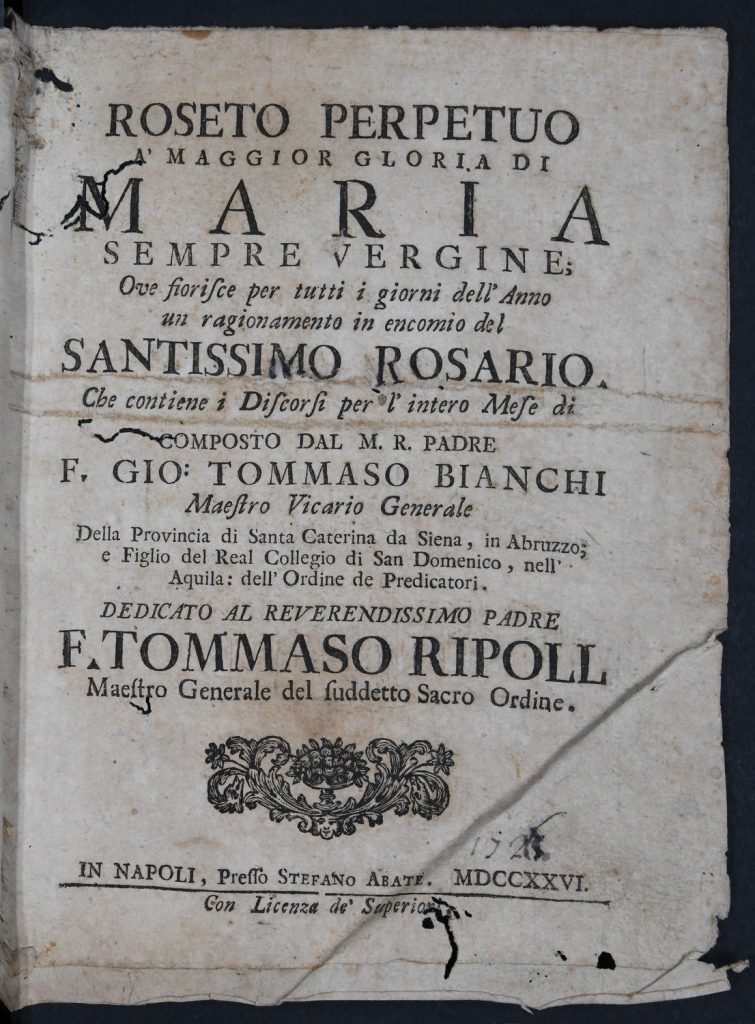 ROSETO PERPETUO
A' MAGGIOR GLORIA DI
MARIA
SEMPRE VERGINE;
Ove fiorisce per tutti i giorni dell'Anno
un ragionamento in encomio del
SANTISSIMO ROSARIO.
Che contiene i Discorsi per l'intero Mese di
COMPOSTO DAL M. R. PADRE
F. GIO: TOMMASO BIANCHI
Maestro Vicario Generale
Della Provincia di Santa Caterina da Siena, in Abruzzo;
e Figlio del Real Collegio di San Domenico, nell'
Aquila: dell'Ordine de Predicatori.
DEDICATO AL REVERENDISSIMO PADRE
F. TOMMASO RIPOLL
Maestro Generale del suddetto Sacro Ordine.
IN NAPOLI, Presso STEFANO ABATE. MDCCXXVI.
Con Licenza de' Superiori